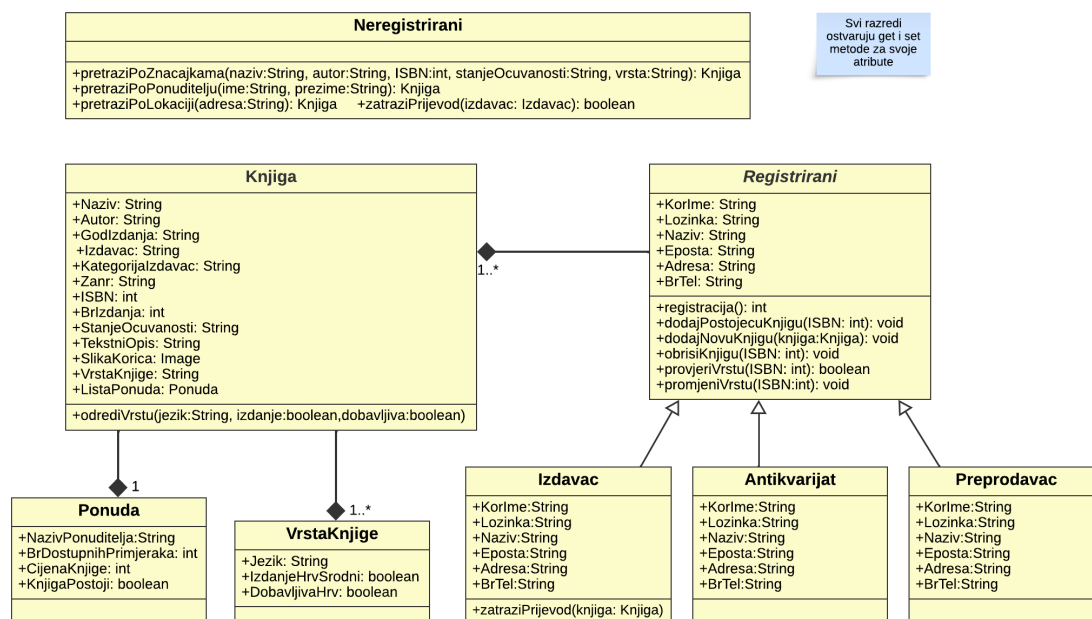 Neregistrirani
+pretraziPoZnacajkama(naziv:String, autor:String, ISBN:int, stanjeOcuvanosti:String, vrsta:String): Knjiga
+pretraziPoPonuditelju(ime:String, prezime:String): Knjiga
+pretraziPoLokaciji(adresa:String): Knjiga +zatraziPrijevod(izdavac: Izdavac): boolean
Svi razredi
ostvaruju get i set
metode za svoje
atribute
Knjiga
+Naziv: String
+Autor: String
+GodIzdanja: String
+Izdavac: String
+KategorijaIzdavac: String
+Zanr: String
+ISBN: int
+BrIzdanja: int
+StanjeOcuvanosti: String
+TekstniOpis: String
+SlikaKorica: Image
+VrstaKnjige: String
+ListaPonuda: Ponuda
+odrediVrstu(jezik:String, izdanje:boolean,dobavljiva:boolean)
1..*
Registrirani
+KorIme: String
+Lozinka: String
+Naziv: String
+Eposta: String
+Adresa: String
+BrTel: String
+registracija(): int
+dodajPostojecuKnjigu(ISBN: int): void
+dodajNovuKnjigu(knjiga:Knjiga): void
+obrisiKnjigu(ISBN: int): void
+provjeriVrstu(ISBN: int): boolean
+promjeniVrstu(ISBN:int): void
1
Ponuda
+NazivPonuditelja:String
+BrDostupnihPrimjeraka: int
+CijenaKnjige: int
+KnjigaPostoji: boolean
1..*
VrstaKnjige
+Jezik: String
+IzdanjeHrvSrodni: boolean
+DobavljivaHrv: boolean
Izdavac
+KorIme:String
+Lozinka:String
+Naziv:String
+Eposta:String
+Adresa:String
+BrTel:String
+zatraziPrijevod(knjiga: Knjiga)
Antikvarijat
+KorIme:String
+Lozinka:String
+Naziv:String
+Eposta:String
+Adresa:String
+BrTel:String
Preprodavac
+KorIme:String
+Lozinka:String
+Naziv:String
+Eposta:String
+Adresa:String
+BrTel:String